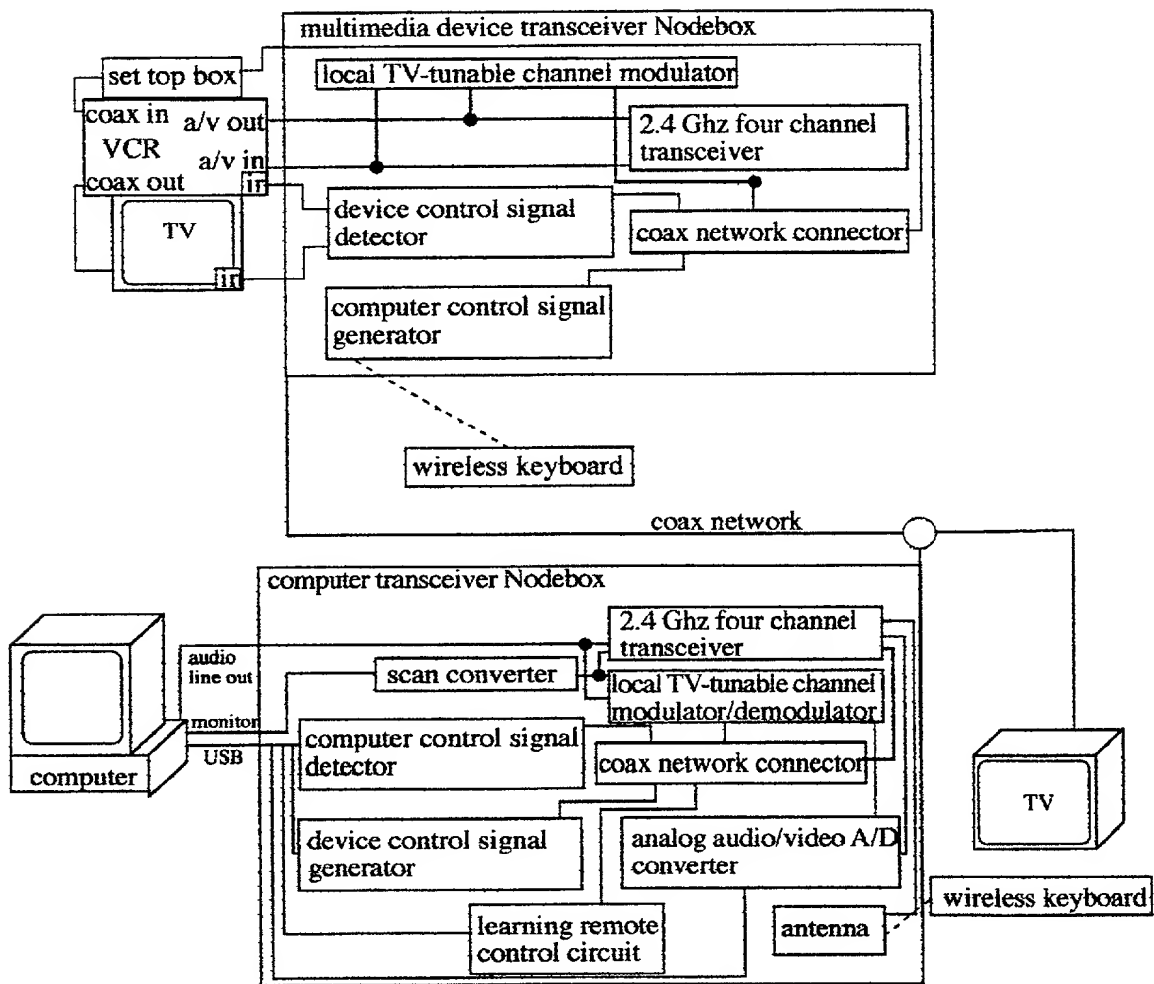 multimedia device transceiver Nodebox
set top box
local TV-tunable channel modulator
coax in
a/v out
VCR
a/v in
coax out
ir
2.4 Ghz four channel
transceiver
device control signal
detector
coax network connector
TV
ir
computer control signal
generator
wireless keyboard
coax network
computer transceiver Nodebox
2.4 Ghz four channel
transceiver
audio
line out
scan converter
local TV-tunable channel
modulator/demodulator
monitor
USB
computer control signal
detector
coax network connector
computer
TV
device control signal
generator
analog audio/video A/D
converter
wireless keyboard
learning remote
control circuit
antenna